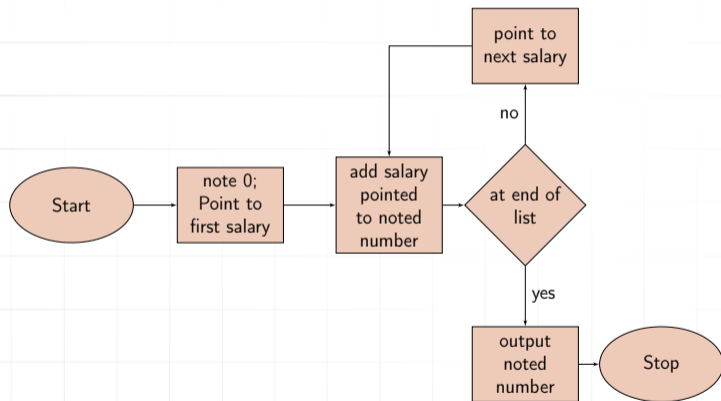 point to
next salary
no
Start
note 0;
Point to
first salary
add salary
pointed
to noted
number
at end of
list
yes
output
noted
number
Stop